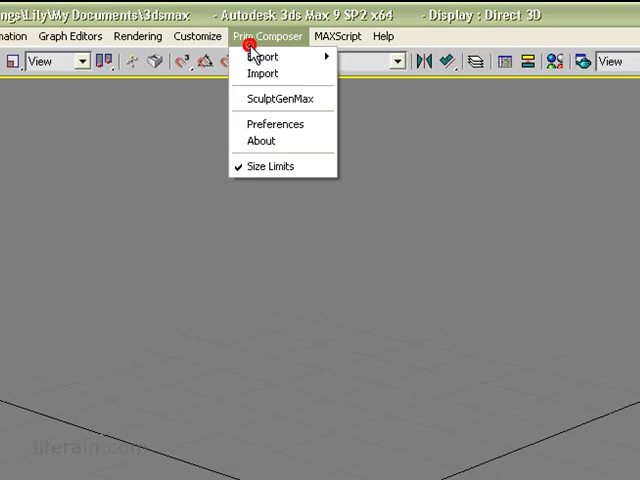 ngs\Lily\My Documents\3dsmax - Autodesk 3ds Max 9 SP2 x64 - Display : Direct 3D
mation Graph Editors Rendering Customize Prim Composer MAXScript Help
View View
Export
Import
SculptGenMax
Preferences
About
Size Limits
liferain.com